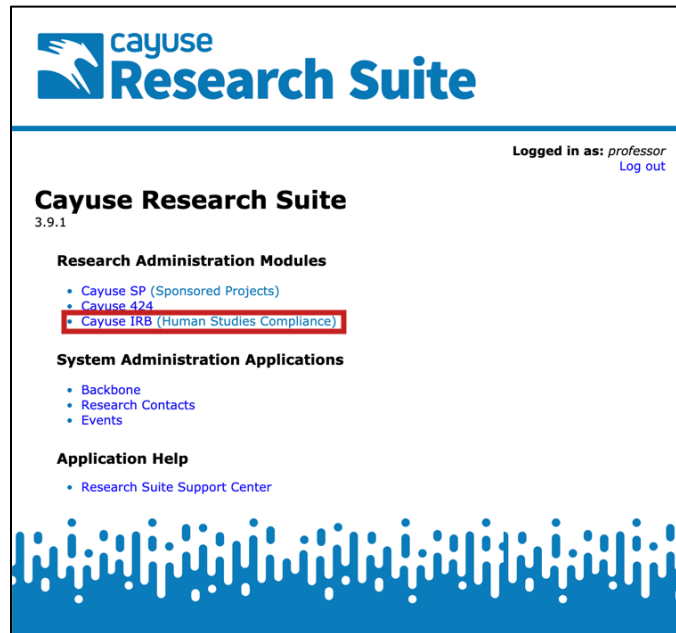 cayuse
Research Suite
Logged in as: professor
Log out
Cayuse Research Suite
3.9.1
Research Administration Modules
• Cayuse SP (Sponsored Projects)
• Cayuse 424
• Cayuse IRB (Human Studies Compliance)
System Administration Applications
• Backbone
• Research Contacts
• Events
Application Help
• Research Suite Support Center